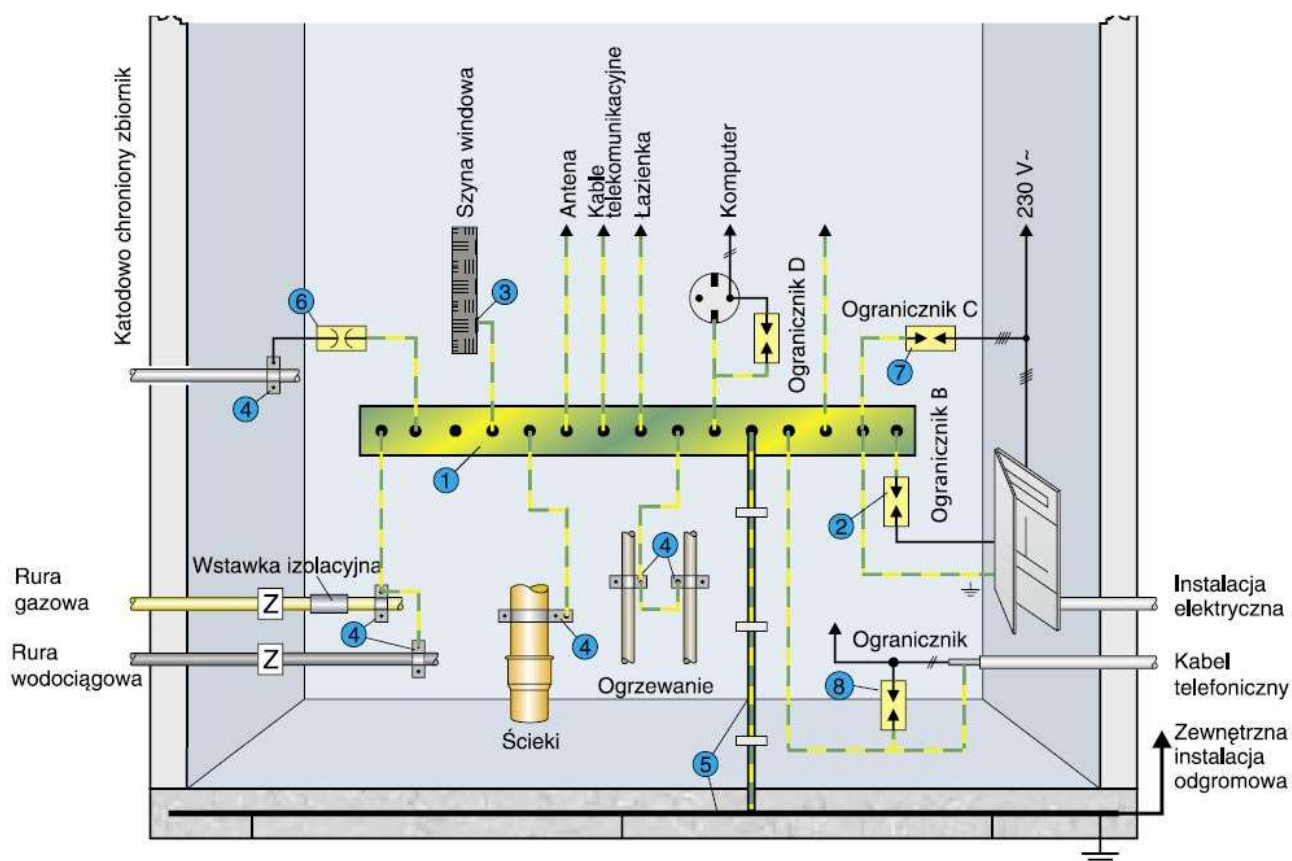 Katodowo chroniony zbiornik
Szyna windowa
Antena
Kable
telekomunikacyjne
Łazienka
Komputer
230 V~
Ogranicznik D
Ogranicznik C
Ogranicznik B
6
3
4
7
1
2
Wstawka izolacyjna
4
Rura
gazowa
Z
4
4
Instalacja
elektryczna
Rura
wodociągowa
Z
Ogrzewanie
Ogranicznik
8
Kabel
telefoniczny
Ścieki
5
Zewnętrzna
instalacja
odgromowa